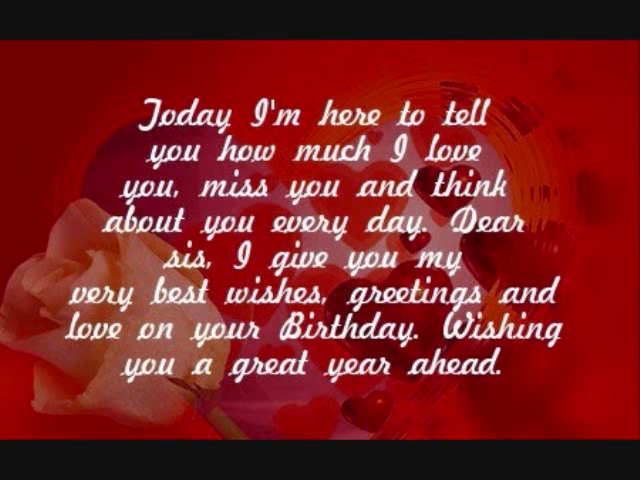 Today I'm here to tell
you how much I love
you, miss you and think
about you every day. Dear
sis, I give you my
very best wishes, greetings and
love on your Birthday. Wishing
you a great year ahead.